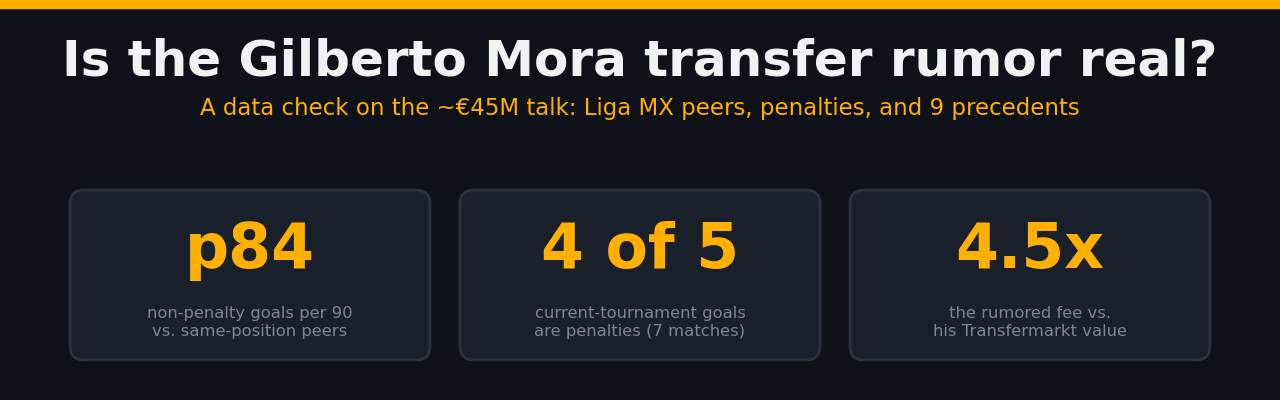 Is the Gilberto Mora transfer rumor real?
A data check on the ~€45M talk: Liga MX peers, penalties, and 9 precedents
p84
non-penalty goals per 90
vs. same-position peers
4 of 5
current-tournament goals
are penalties (7 matches)
4.5x
the rumored fee vs.
his Transfermarkt value